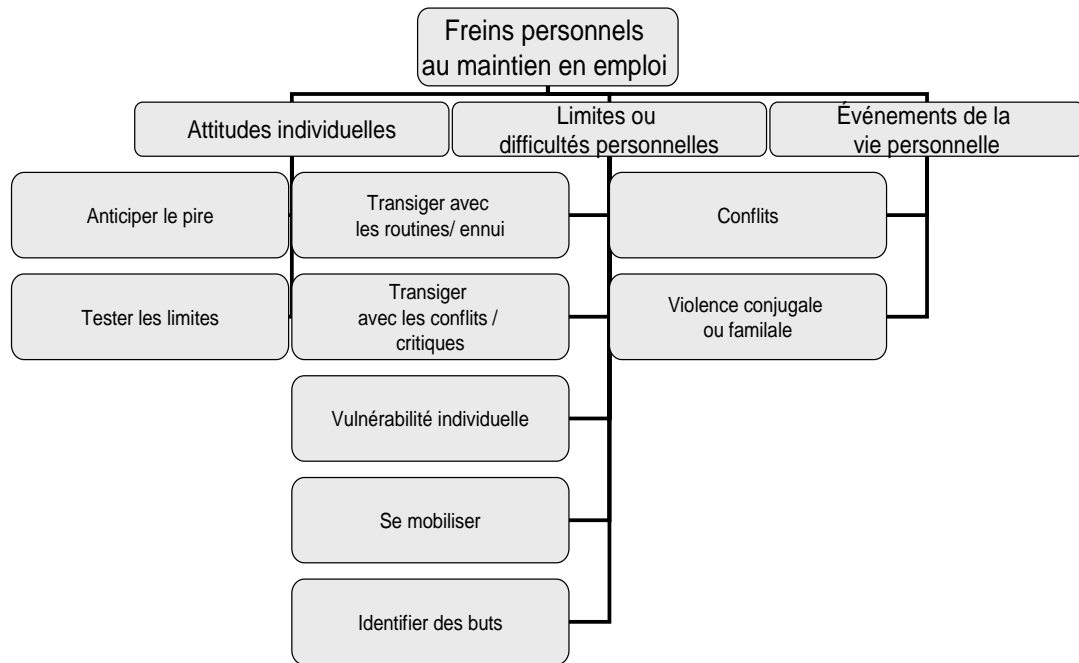 Freins personnels
au maintien en emploi
Attitudes individuelles
Limites ou
difficultés personnelles
Événements de la
vie personnelle
Anticiper le pire
Transiger avec
les routines/ ennui
Conflits
Tester les limites
Transiger
avec les conflits /
critiques
Violence conjugale
ou familale
Vulnérabilité individuelle
Se mobiliser
Identifier des buts